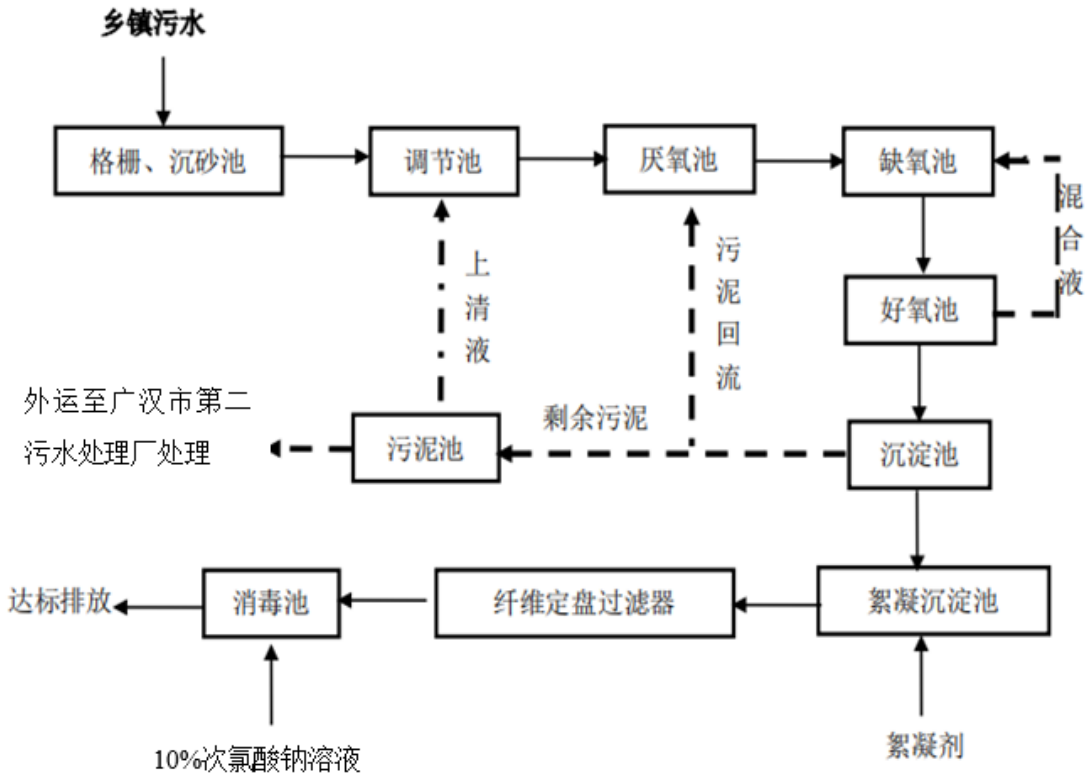 乡镇污水
格栅、沉砂池
调节池
厌氧池
缺氧池
混合液
好氧池
上清液
污泥回流
外运至广汉市第二
污水处理厂处理
污泥池
剩余污泥
沉淀池
达标排放
消毒池
纤维定盘过滤器
絮凝沉淀池
10%次氯酸钠溶液
絮凝剂